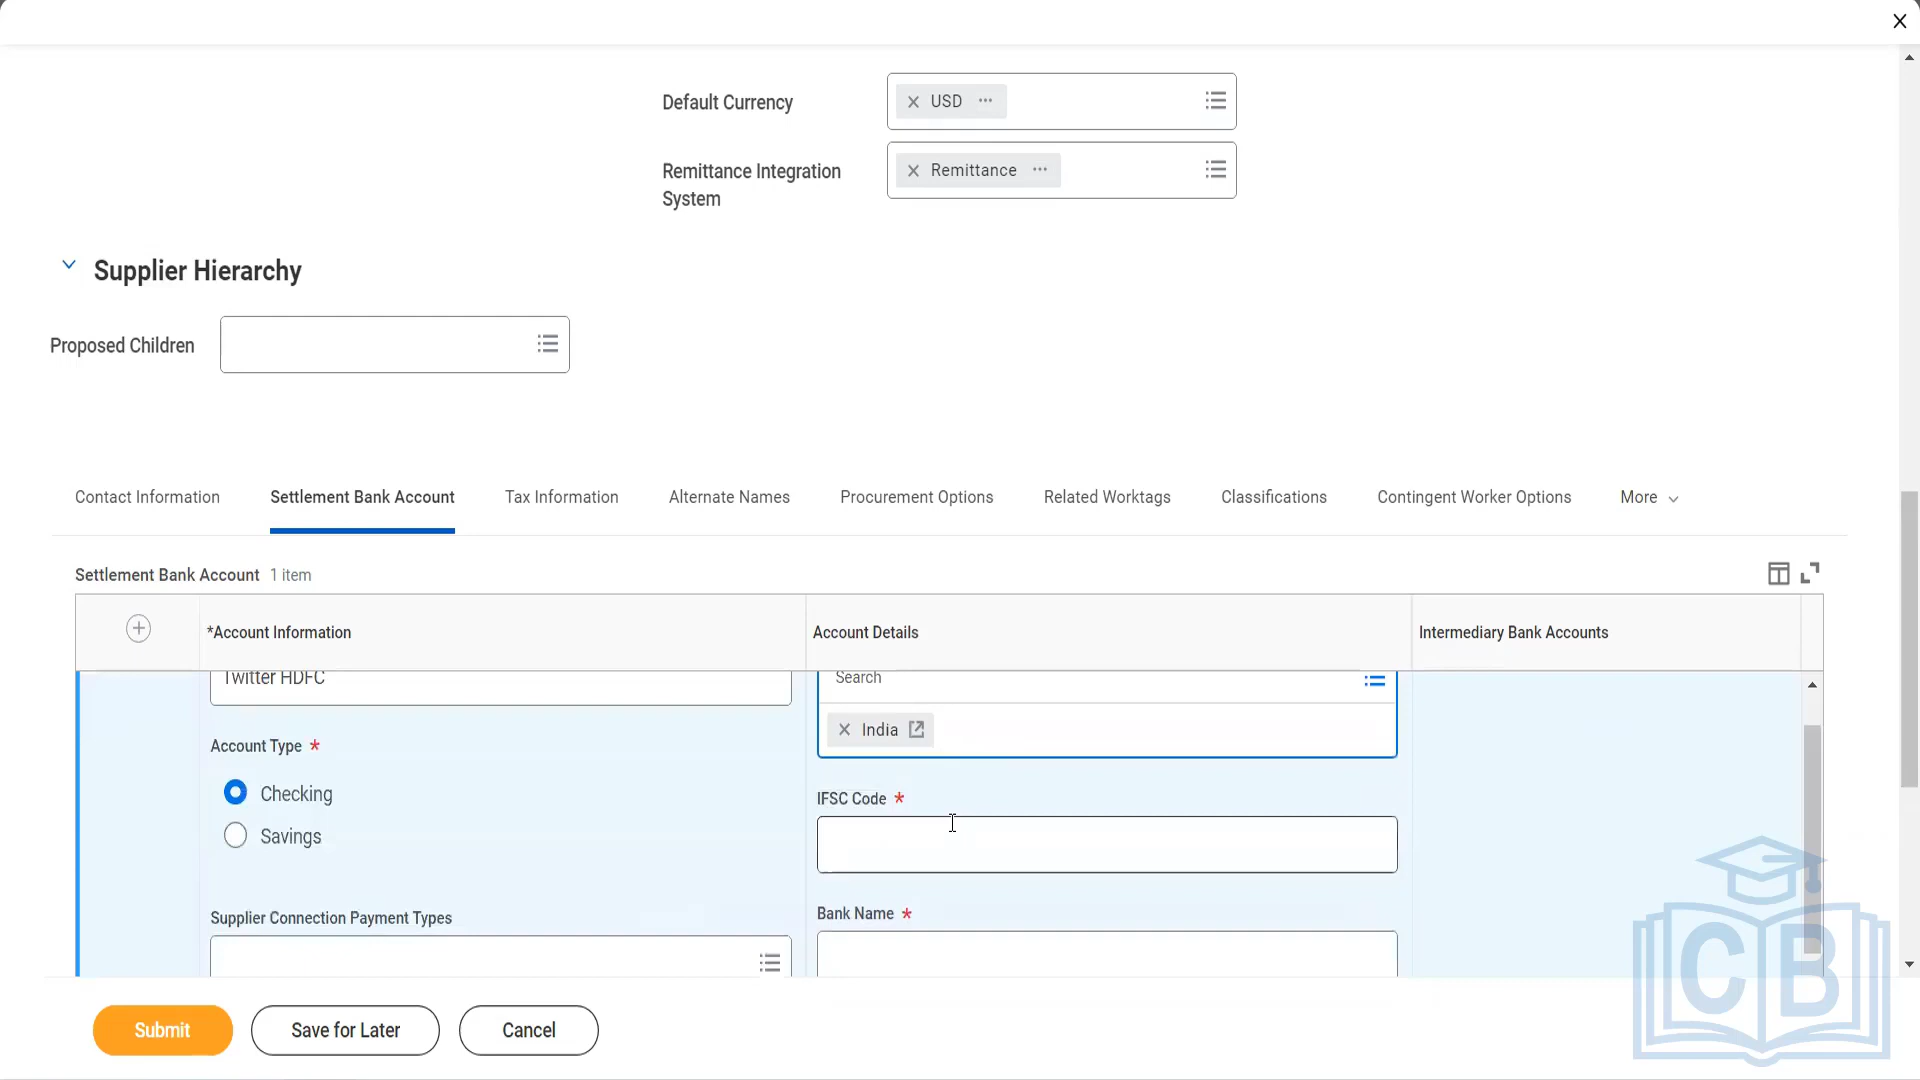 Default Currency
USD
Remittance Integration
System
Remittance
Supplier Hierarchy
Proposed Children
Contact Information
Settlement Bank Account
Tax Information
Alternate Names
Procurement Options
Related Worktags
Classifications
Contingent Worker Options
More
Settlement Bank Account 1 item
*Account Information
Account Details
Intermediary Bank Accounts
Twitter HDFC
Search
India
Account Type *
Checking
Savings
IFSC Code *
Supplier Connection Payment Types
Bank Name *
Submit
Save for Later
Cancel
CB